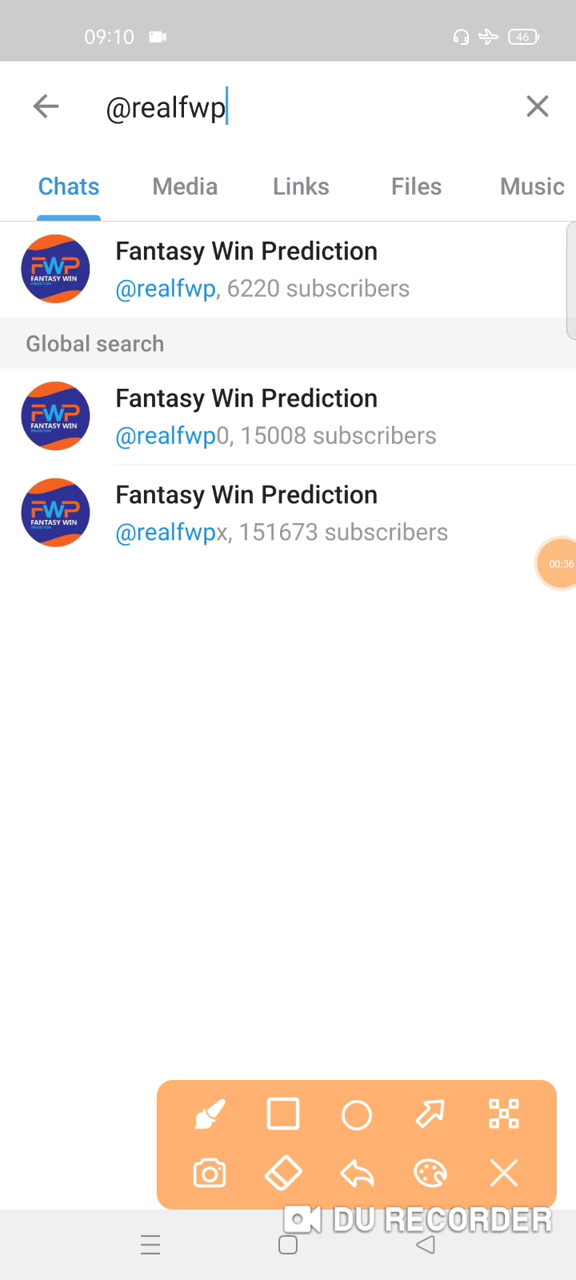 09:10
46
@realfwp
Chats Media Links Files Music
Fantasy Win Prediction
@realfwp, 6220 subscribers
FWP
FANTASY WIN
Global search
Fantasy Win Prediction
@realfwp0, 15008 subscribers
FWP
FANTASY WIN
Fantasy Win Prediction
@realfwpx, 151673 subscribers
FWP
FANTASY WIN
00:36
DU RECORDER